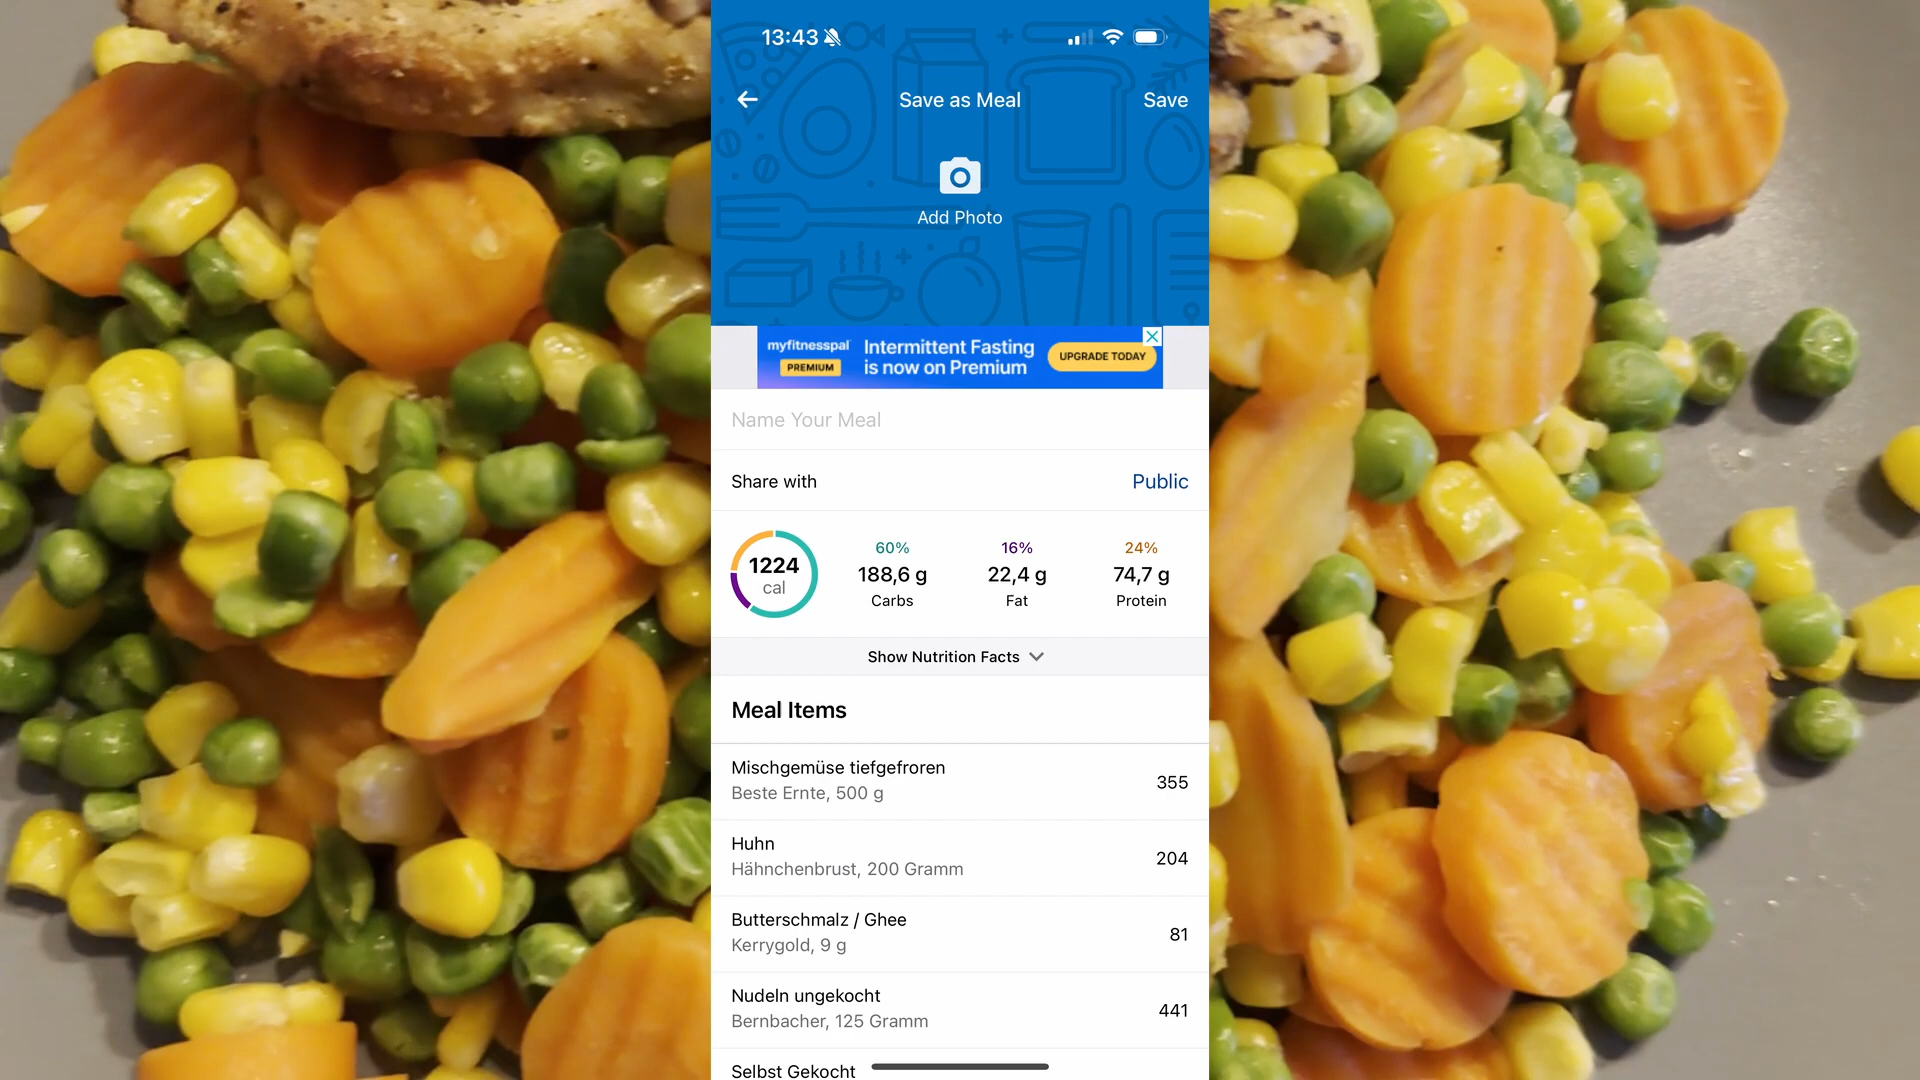 13:43
Save as Meal
Save
Add Photo
myfitnesspal
PREMIUM
Intermittent Fasting
is now on Premium
UPGRADE TODAY
Name Your Meal
Share with
Public
1224
cal
60%
188,6 g
Carbs
16%
22,4 g
Fat
24%
74,7 g
Protein
Show Nutrition Facts
Meal Items
Mischgemüse tiefgefroren
Beste Ernte, 500 g
355
Huhn
Hähnchenbrust, 200 Gramm
204
Butterschmalz / Ghee
Kerrygold, 9 g
81
Nudeln ungekocht
Bernbacher, 125 Gramm
441
Selbst Gekocht